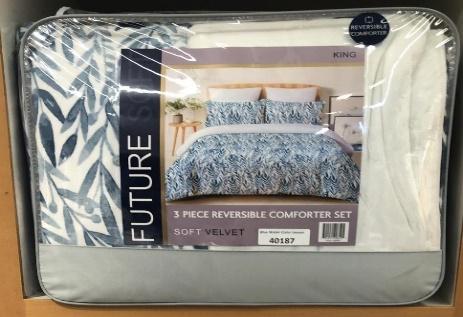 REVERSIBLE
COMFORTER
KING
FUTURE
3 PIECE REVERSIBLE COMFORTER SET
SOFT VELVET
40187